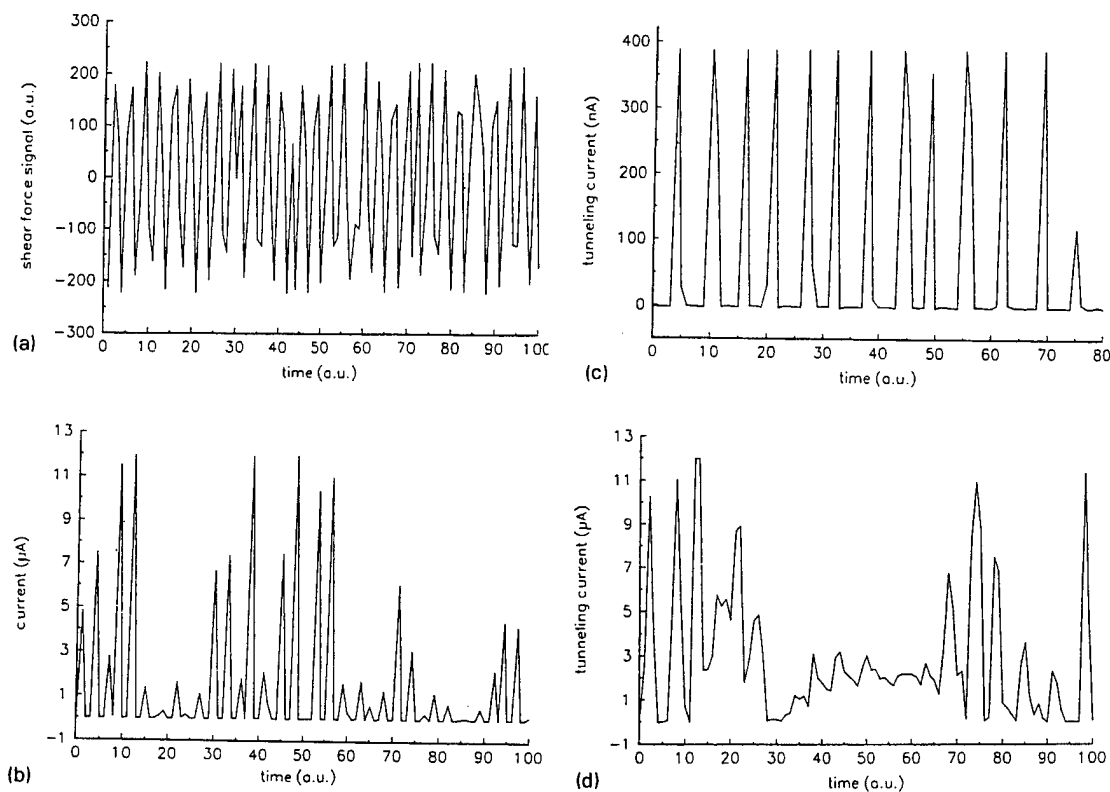 300
200
100
0
−100
−200
−300
shear force signal (a.u.)
0 10 20 30 40 50 60 70 80 90 100
time (a.u.)
(a)
400
300
200
100
0
tunneling current (nA)
0 10 20 30 40 50 60 70 80
time (a.u.)
(c)
13
11
9
7
5
3
1
−1
current (μA)
0 10 20 30 40 50 60 70 80 90 100
time (a.u.)
(b)
13
11
9
7
5
3
1
−1
tunneling current (μA)
0 10 20 30 40 50 60 70 80 90 100
time (a.u.)
(d)